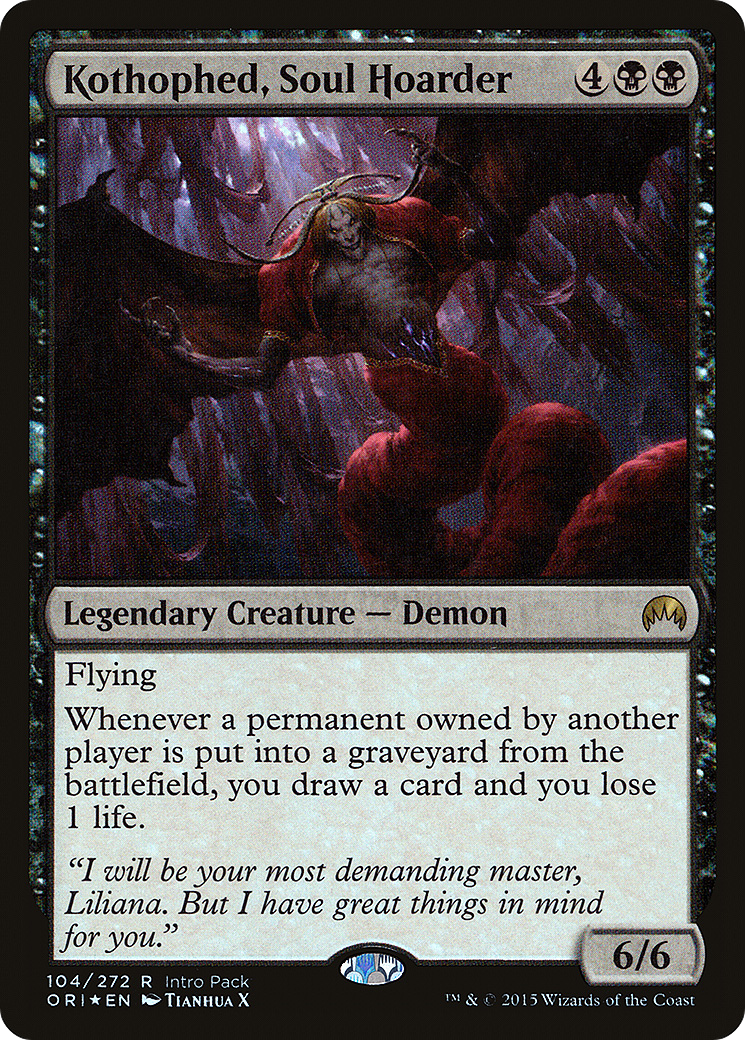 Kothophed, Soul Hoarder 4
Legendary Creature — Demon
Flying
Whenever a permanent owned by another
player is put into a graveyard from the
battlefield, you draw a card and you lose
1 life.
“I will be your most demanding master,
Liliana. But I have great things in mind
for you.”
6/6
104/272 R Intro Pack
ORI★EN Tianhua X
™ & © 2015 Wizards of the Coast